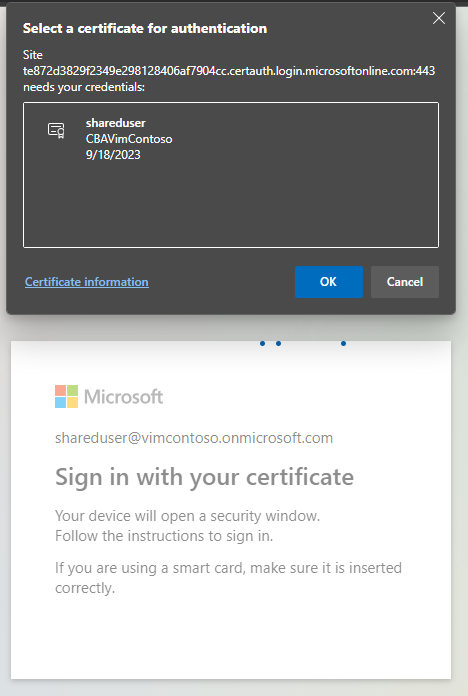 Select a certificate for authentication
Site
te872d3829f2349e298128406af7904cc.certauth.login.microsoftonline.com:443
needs your credentials:
shareduser
CBAVimContoso
9/18/2023
Certificate information
OK
Cancel
Microsoft
shareduser@vimcontoso.onmicrosoft.com
Sign in with your certificate
Your device will open a security window.
Follow the instructions to sign in.
If you are using a smart card, make sure it is inserted
correctly.